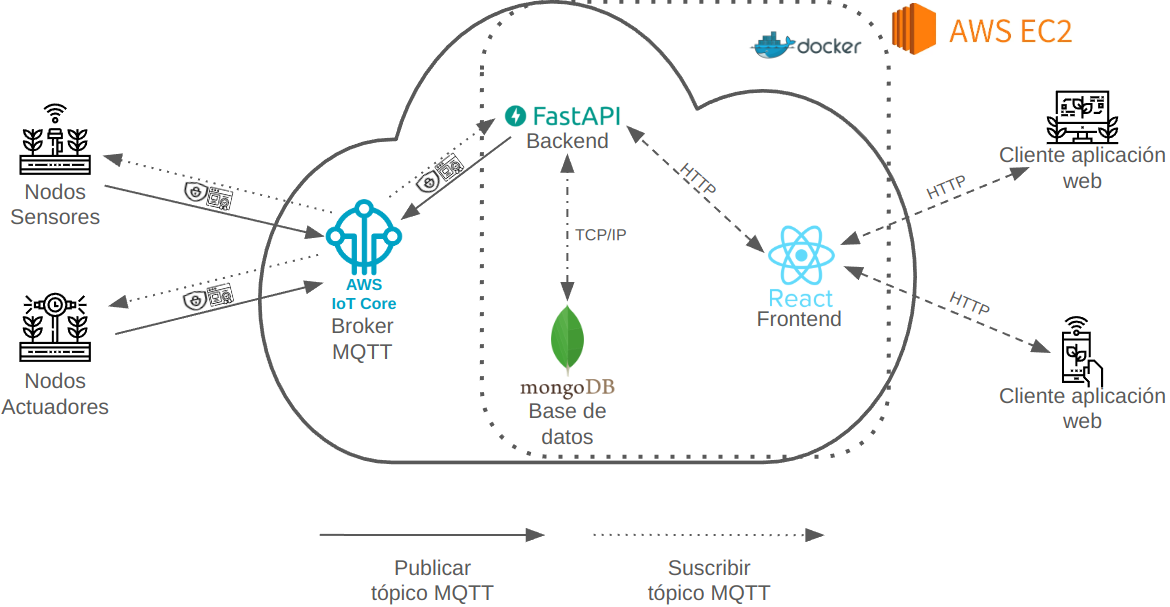 docker
AWS EC2
FastAPI
Backend
Nodos
Sensores
HTTP
Cliente aplicación
web
HTTP
TCP/IP
AWS
IoT Core
Broker
MQTT
React
Frontend
HTTP
Nodos
Actuadores
mongoDB
Base de
datos
Cliente aplicación
web
Publicar
tópico MQTT
Suscribir
tópico MQTT